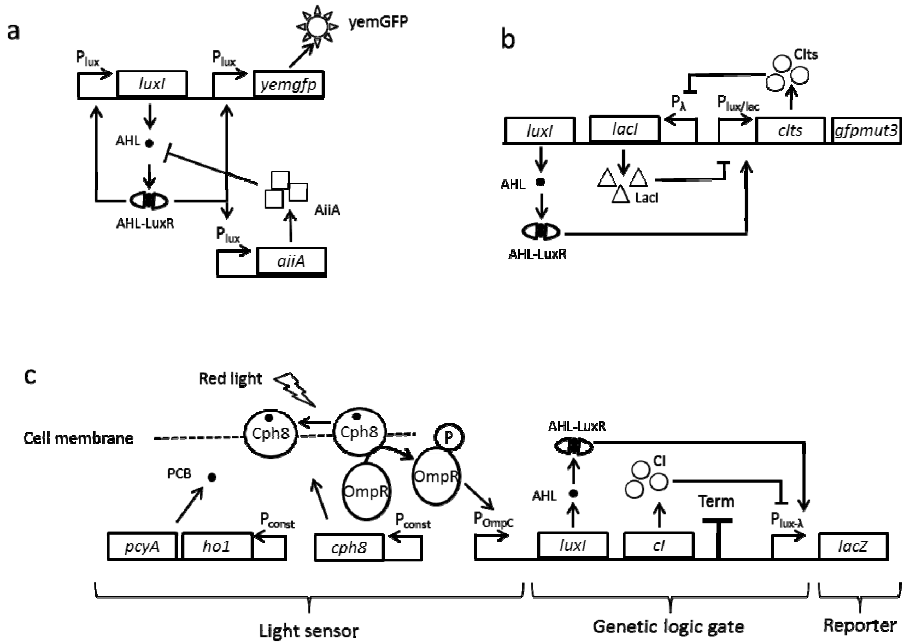 a
yemGFP
Plux
Plux
luxI
yemgfp
AHL
AiiA
AHL-LuxR
Plux
aiiA
b
CIts
Pλ
Plux/lac
luxI
lacI
cIts
gfpmut3
AHL
LacI
AHL-LuxR
c
Red light
Cph8
Cph8
Cell membrane
P
AHL-LuxR
PCB
OmpR
OmpR
CI
AHL
Term
Pconst
Pconst
POmpC
Plux-λ
pcyA
ho1
cph8
luxI
cI
lacZ
Light sensor
Genetic logic gate
Reporter